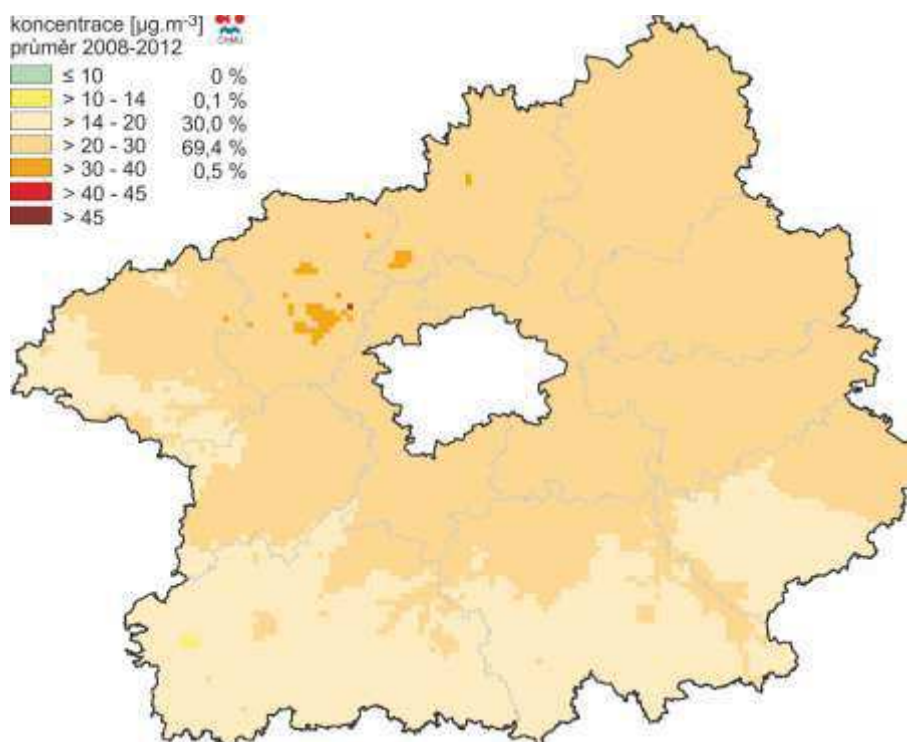 koncentrace [µg.m⁻³]
ČHMÚ
průměr 2008-2012
≤ 10 0 %
> 10 - 14 0,1 %
> 14 - 20 30,0 %
> 20 - 30 69,4 %
> 30 - 40 0,5 %
> 40 - 45
> 45